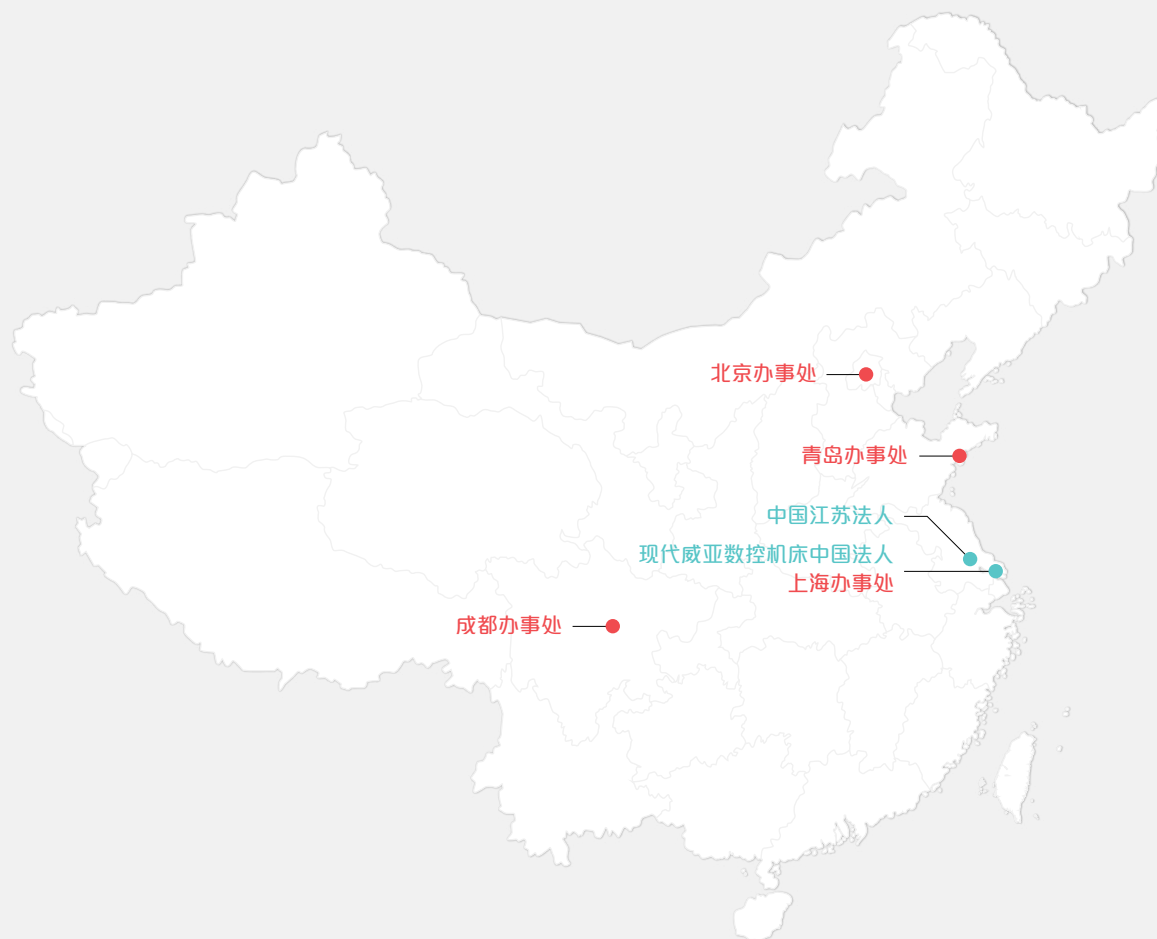 北京办事处
青岛办事处
中国江苏法人
现代威亚数控机床中国法人
上海办事处
成都办事处